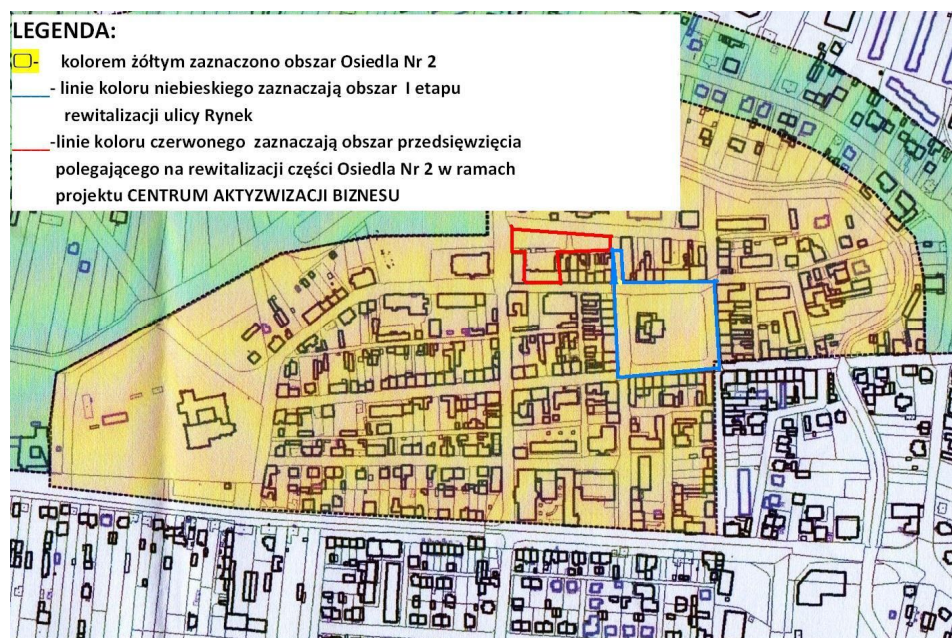 LEGENDA:
- kolorem żółtym zaznaczono obszar Osiedla Nr 2
- linie koloru niebieskiego zaznaczają obszar I etapu
rewitalizacji ulicy Rynek
-linie koloru czerwonego zaznaczają obszar przedsięwzięcia
polegającego na rewitalizacji części Osiedla Nr 2 w ramach
projektu CENTRUM AKTYZWIZACJI BIZNESU